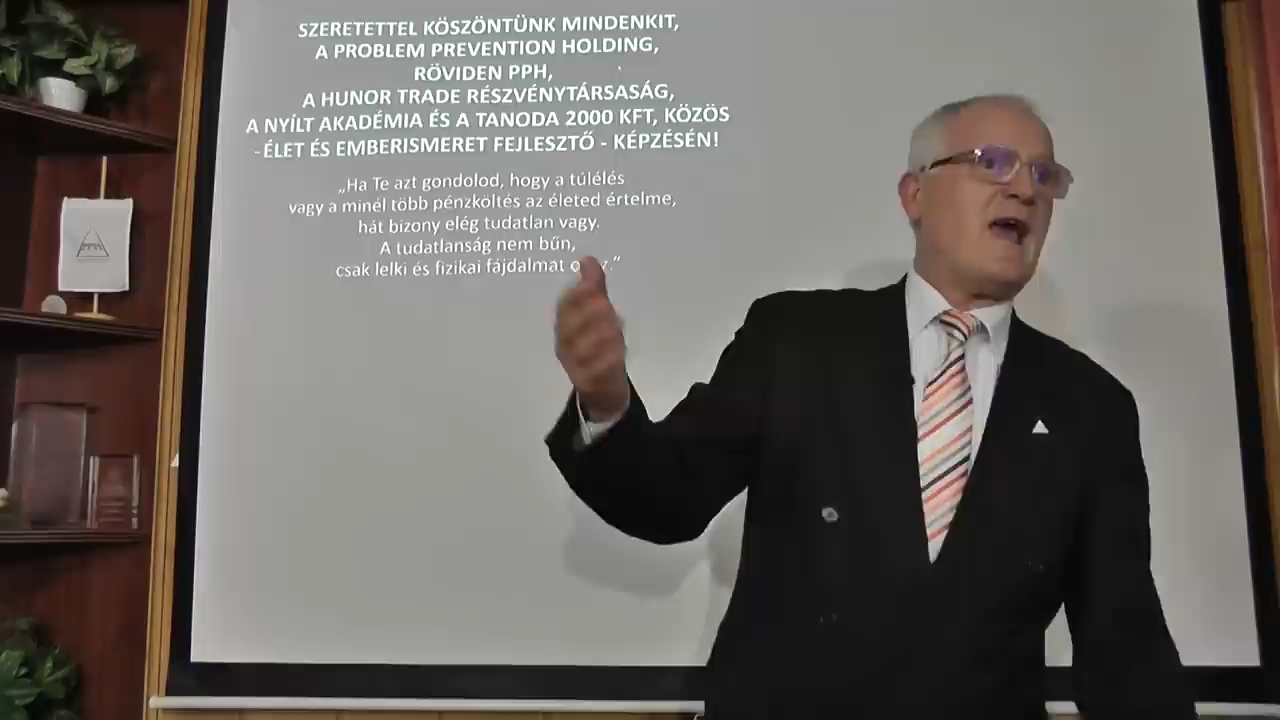 SZERETETTEL KÖSZÖNTÜNK MINDENKIT,
A PROBLEM PREVENTION HOLDING,
RÖVIDEN PPH,
A HUNOR TRADE RÉSZVÉNYTÁRSASÁG,
A NYÍLT AKADÉMIA ÉS A TANODA 2000 KFT, KÖZÖS
- ÉLET ÉS EMBERISMERET FEJLESZTŐ - KÉPZÉSÉN!
„Ha Te azt gondolod, hogy a túlélés
vagy a minél több pénzköltés az életed értelme,
hát bizony elég tudatlan vagy.
A tudatlanság nem bűn,
csak lelki és fizikai fájdalmat